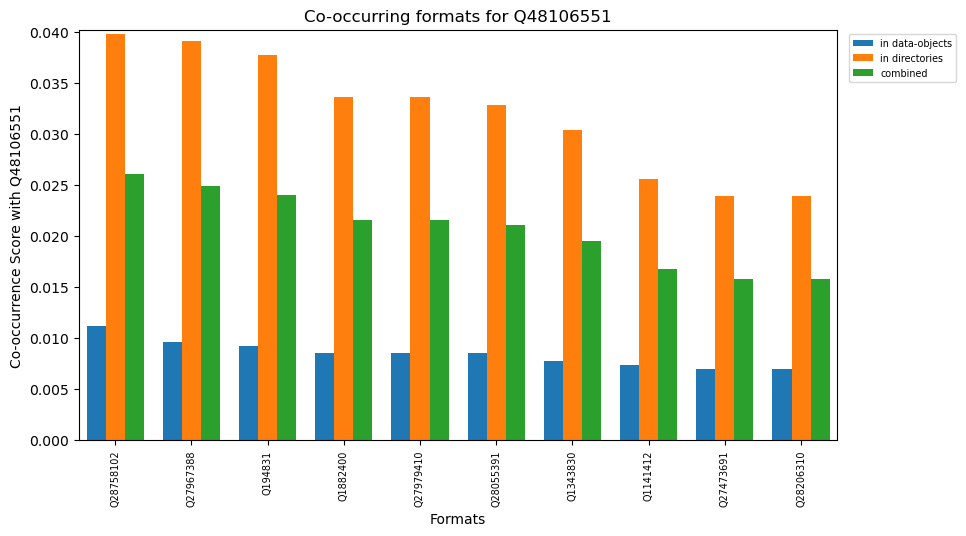 Co-occurring formats for Q48106551
Co-occurrence Score with Q48106551
0.040
0.035
0.030
0.025
0.020
0.015
0.010
0.005
0.000
Q28758102
Q27967388
Q194831
Q1882400
Q27979410
Q28055391
Q1343830
Q1141412
Q27473691
Q28206310
Formats
in data-objects
in directories
combined